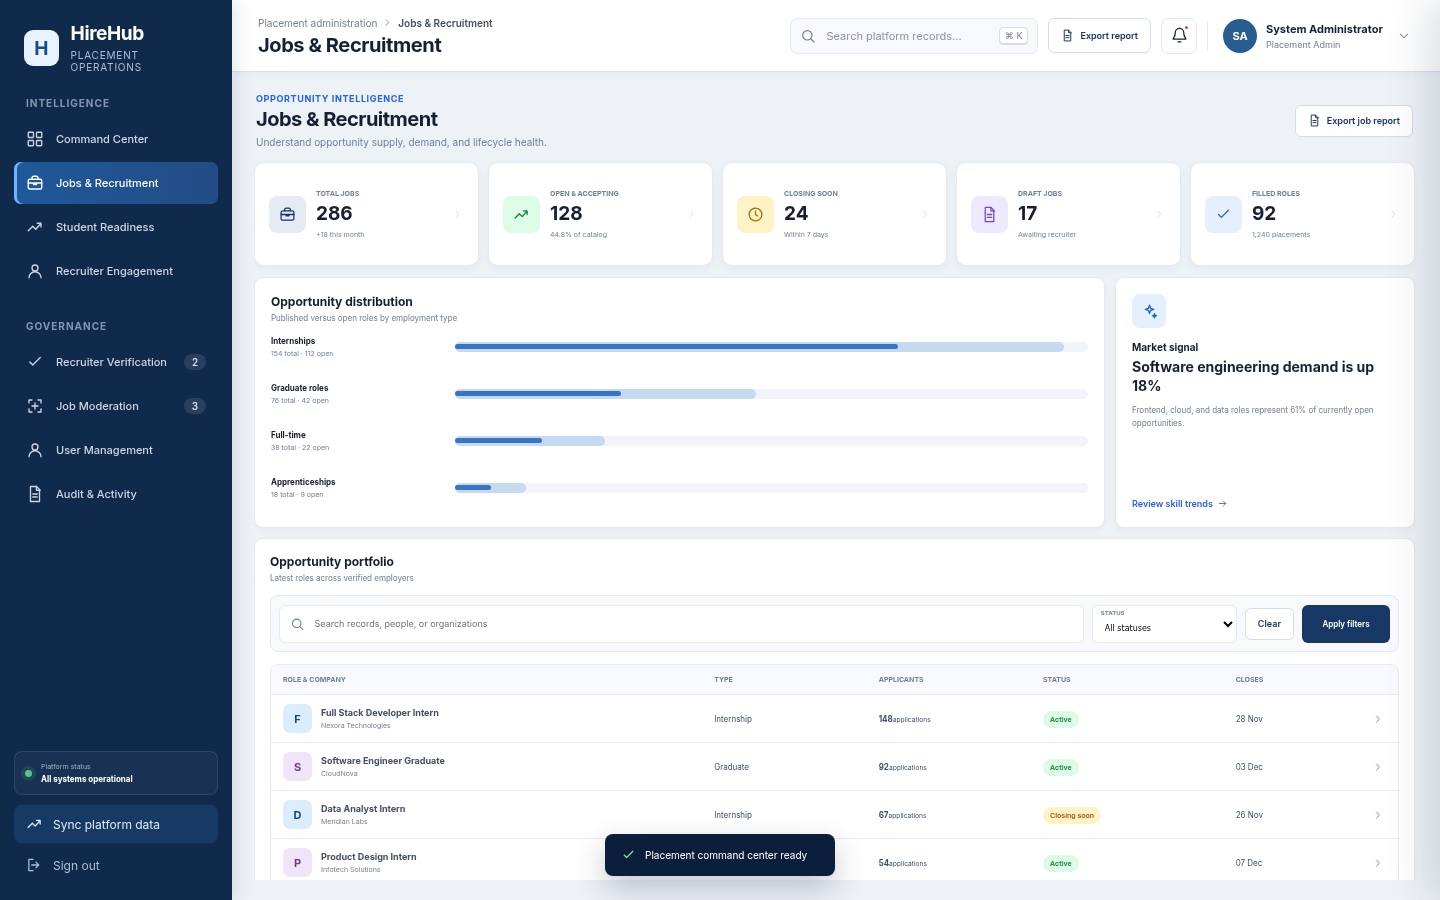 H
HireHub
PLACEMENT
OPERATIONS
INTELLIGENCE
Command Center
Jobs & Recruitment
Student Readiness
Recruiter Engagement
GOVERNANCE
Recruiter Verification 2
Job Moderation 3
User Management
Audit & Activity
Platform status
All systems operational
Sync platform data
Sign out
Placement administration Jobs & Recruitment
Jobs & Recruitment
Search platform records...
⌘ K
Export report
SA
System Administrator
Placement Admin
OPPORTUNITY INTELLIGENCE
Jobs & Recruitment
Understand opportunity supply, demand, and lifecycle health.
Export job report
TOTAL JOBS
286
+18 this month
OPEN & ACCEPTING
128
44.8% of catalog
CLOSING SOON
24
Within 7 days
DRAFT JOBS
17
Awaiting recruiter
FILLED ROLES
92
1,240 placements
Opportunity distribution
Published versus open roles by employment type
Internships
154 total · 112 open
Graduate roles
76 total · 42 open
Full-time
38 total · 22 open
Apprenticeships
18 total · 9 open
Market signal
Software engineering demand is up
18%
Frontend, cloud, and data roles represent 61% of currently open
opportunities.
Review skill trends →
Opportunity portfolio
Latest roles across verified employers
Search records, people, or organizations
STATUS
All statuses
Clear
Apply filters
ROLE & COMPANY TYPE APPLICANTS STATUS CLOSES
F
Full Stack Developer Intern
Nexora Technologies
Internship 148applications Active 28 Nov
S
Software Engineer Graduate
CloudNova
Graduate 92applications Active 03 Dec
D
Data Analyst Intern
Meridian Labs
Internship 67applications Closing soon 26 Nov
P
Product Design Intern
Infotech Solutions
54applications Active 07 Dec
Placement command center ready